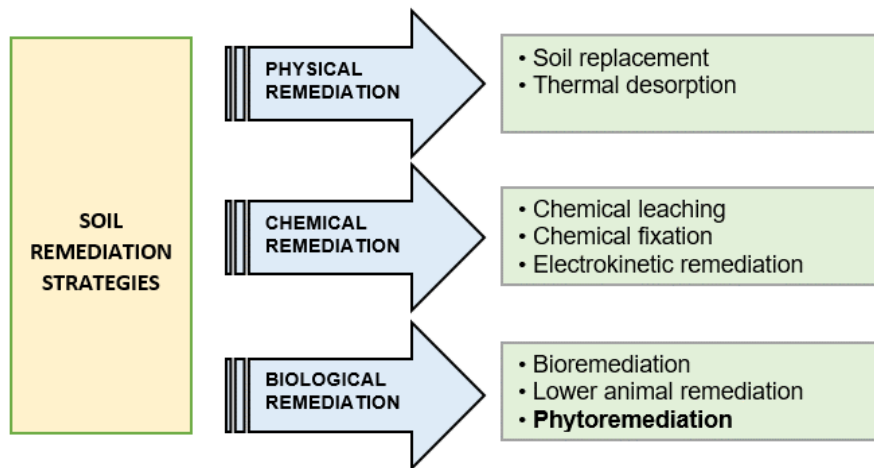 SOIL
REMEDIATION
STRATEGIES
PHYSICAL
REMEDIATION
• Soil replacement
• Thermal desorption
CHEMICAL
REMEDIATION
• Chemical leaching
• Chemical fixation
• Electrokinetic remediation
BIOLOGICAL
REMEDIATION
• Bioremediation
• Lower animal remediation
• Phytoremediation